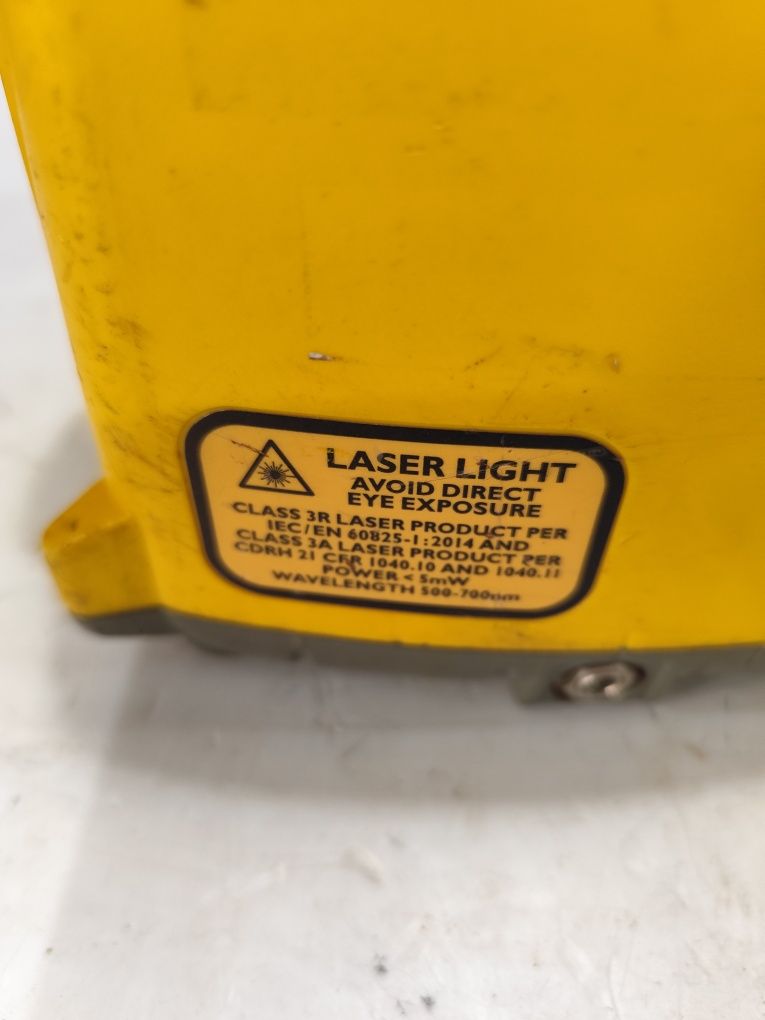 LASER LIGHT
AVOID DIRECT
EYE EXPOSURE
CLASS 3R LASER PRODUCT PER
IEC/EN 60825-1:2014 AND
CLASS 3A LASER PRODUCT PER
CDRH 21 CFR 1040.10 AND 1040.11
POWER < 5mW
WAVELENGTH 500-700nm